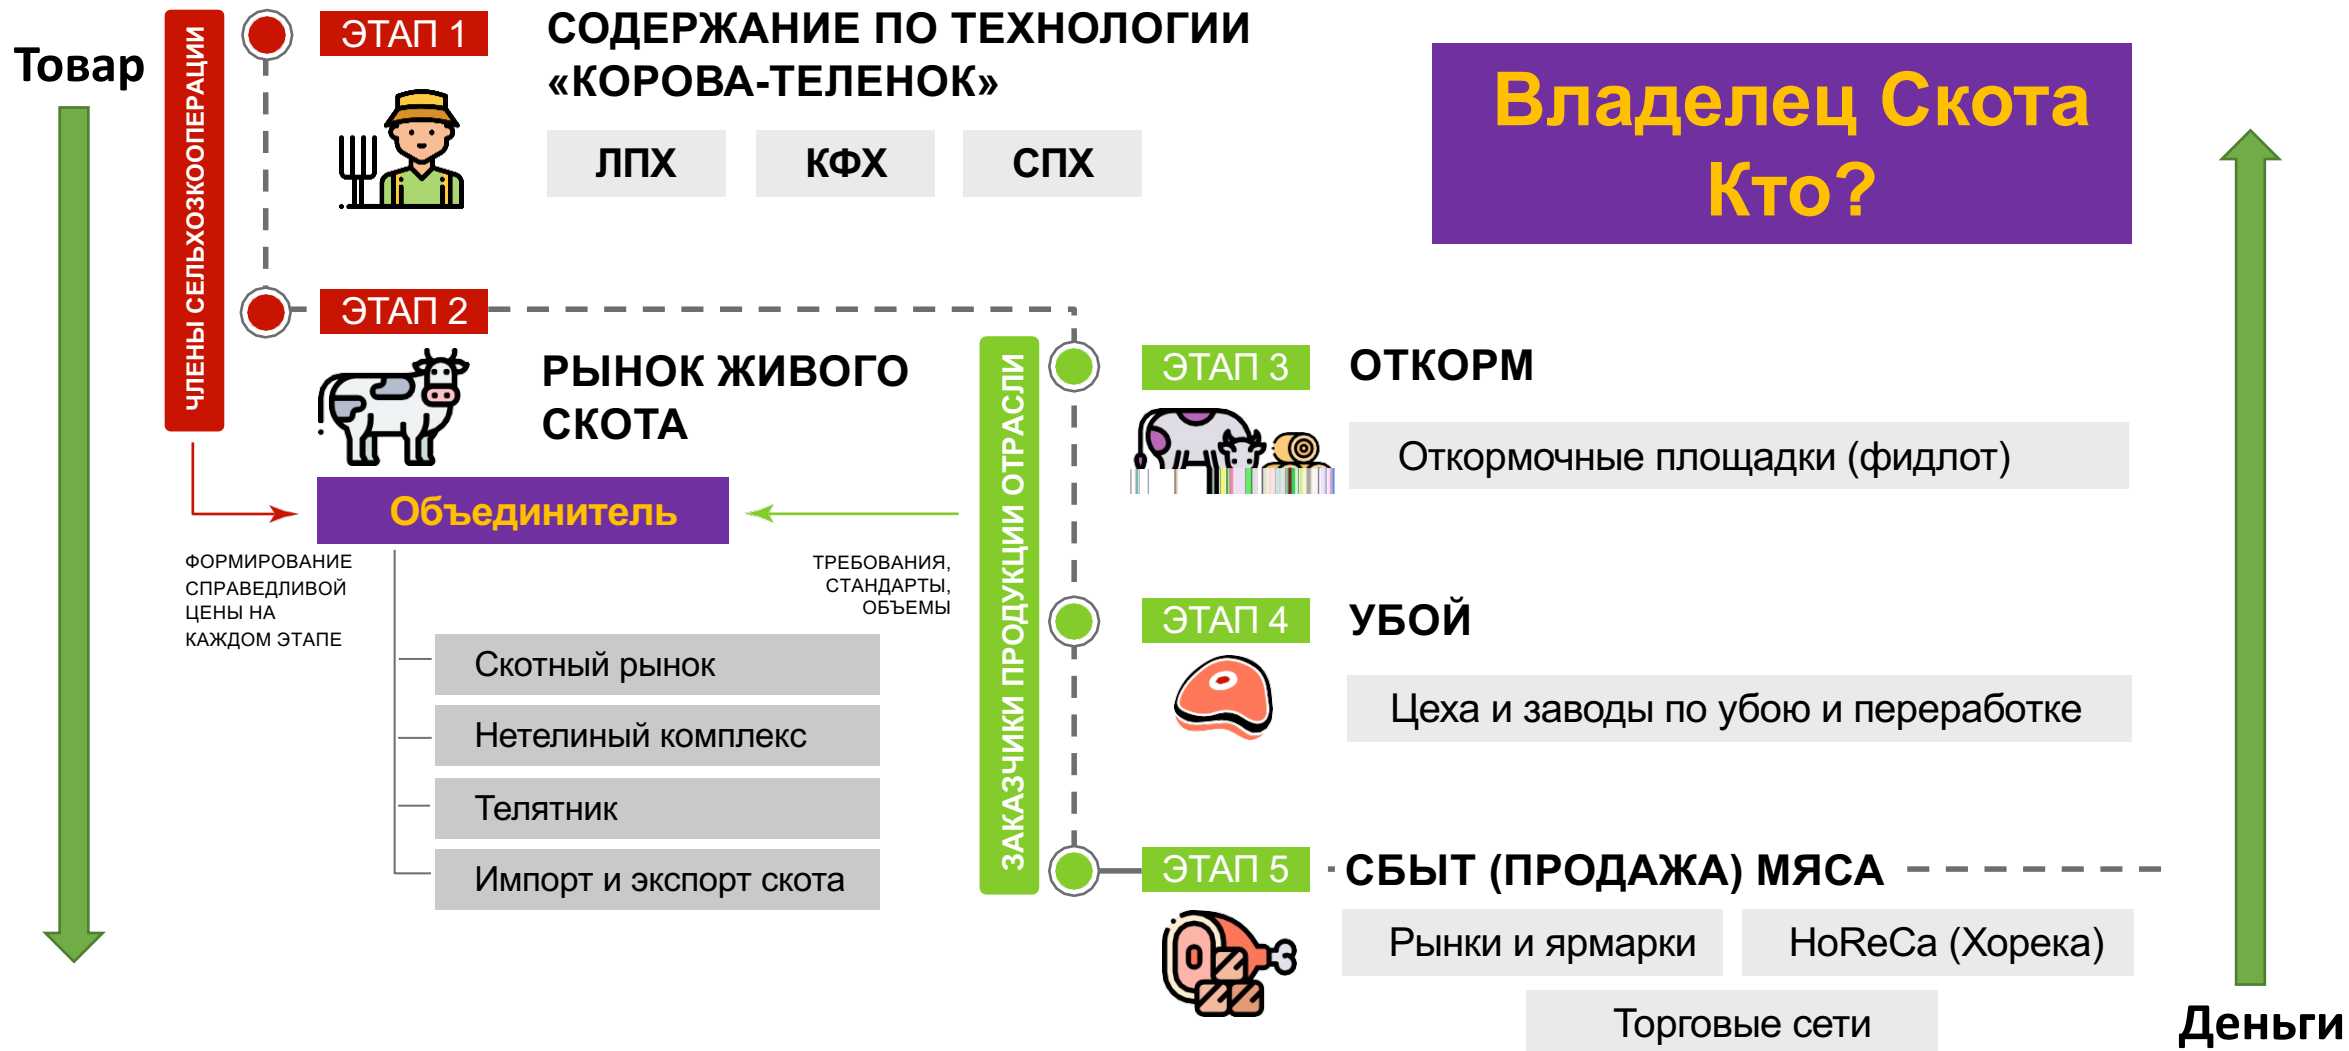 Товар
ЧЛЕНЫ СЕЛЬХОЗКООПЕРАЦИИ
ЭТАП 1
СОДЕРЖАНИЕ ПО ТЕХНОЛОГИИ
«КОРОВА-ТЕЛЕНОК»
ЛПХ
КФХ
СПХ
Владелец Скота
Кто?
ЭТАП 2
РЫНОК ЖИВОГО
СКОТА
Объединитель
ФОРМИРОВАНИЕ
СПРАВЕДЛИВОЙ
ЦЕНЫ НА
КАЖДОМ ЭТАПЕ
ТРЕБОВАНИЯ,
СТАНДАРТЫ,
ОБЪЕМЫ
Скотный рынок
Нетелиный комплекс
Телятник
Импорт и экспорт скота
ЗАКАЗЧИКИ ПРОДУКЦИИ ОТРАСЛИ
ЭТАП 3
ОТКОРМ
Откормочные площадки (фидлот)
ЭТАП 4
УБОЙ
Цеха и заводы по убою и переработке
ЭТАП 5
СБЫТ (ПРОДАЖА) МЯСА
Рынки и ярмарки
HoReCa (Хорека)
Торговые сети
Деньги